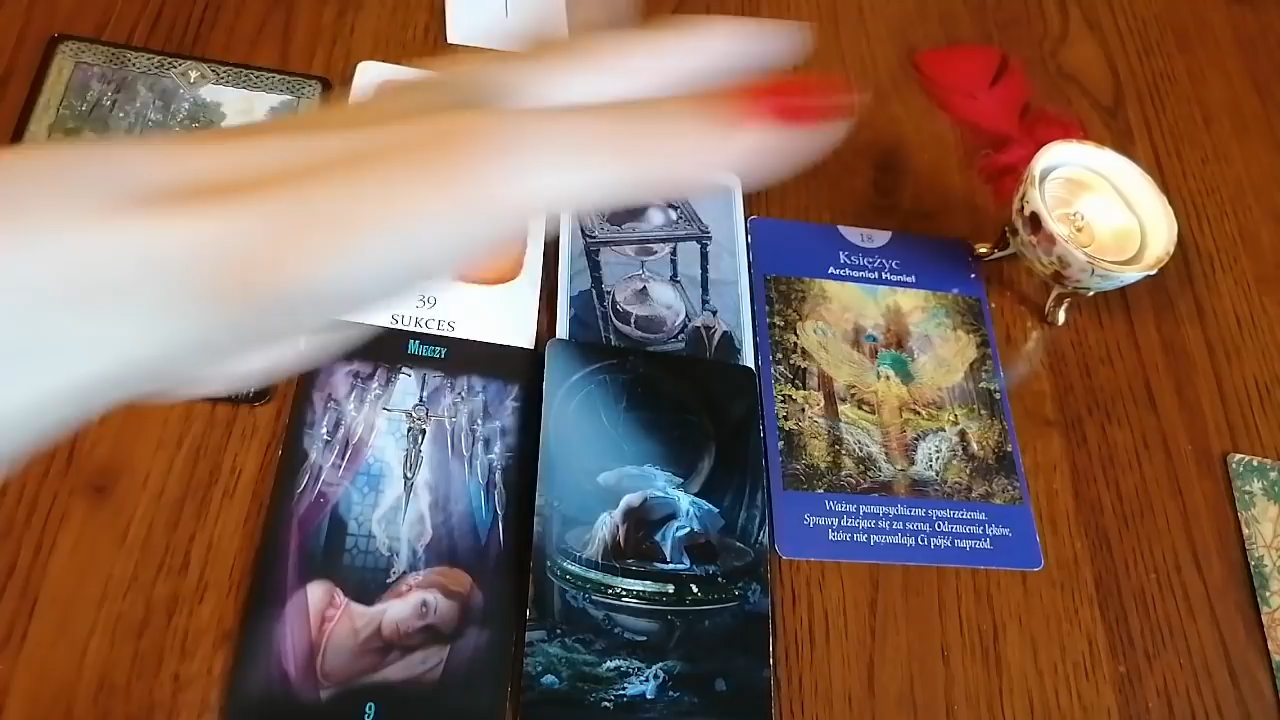 39
SUKCES
18
Księżyc
Archanioł Haniel
Ważne parapsychiczne spostrzeżenia.
Sprawy dziejące się za sceną. Odrzucenie lęków,
które nie pozwalają Ci pójść naprzód.
Mieczy
9